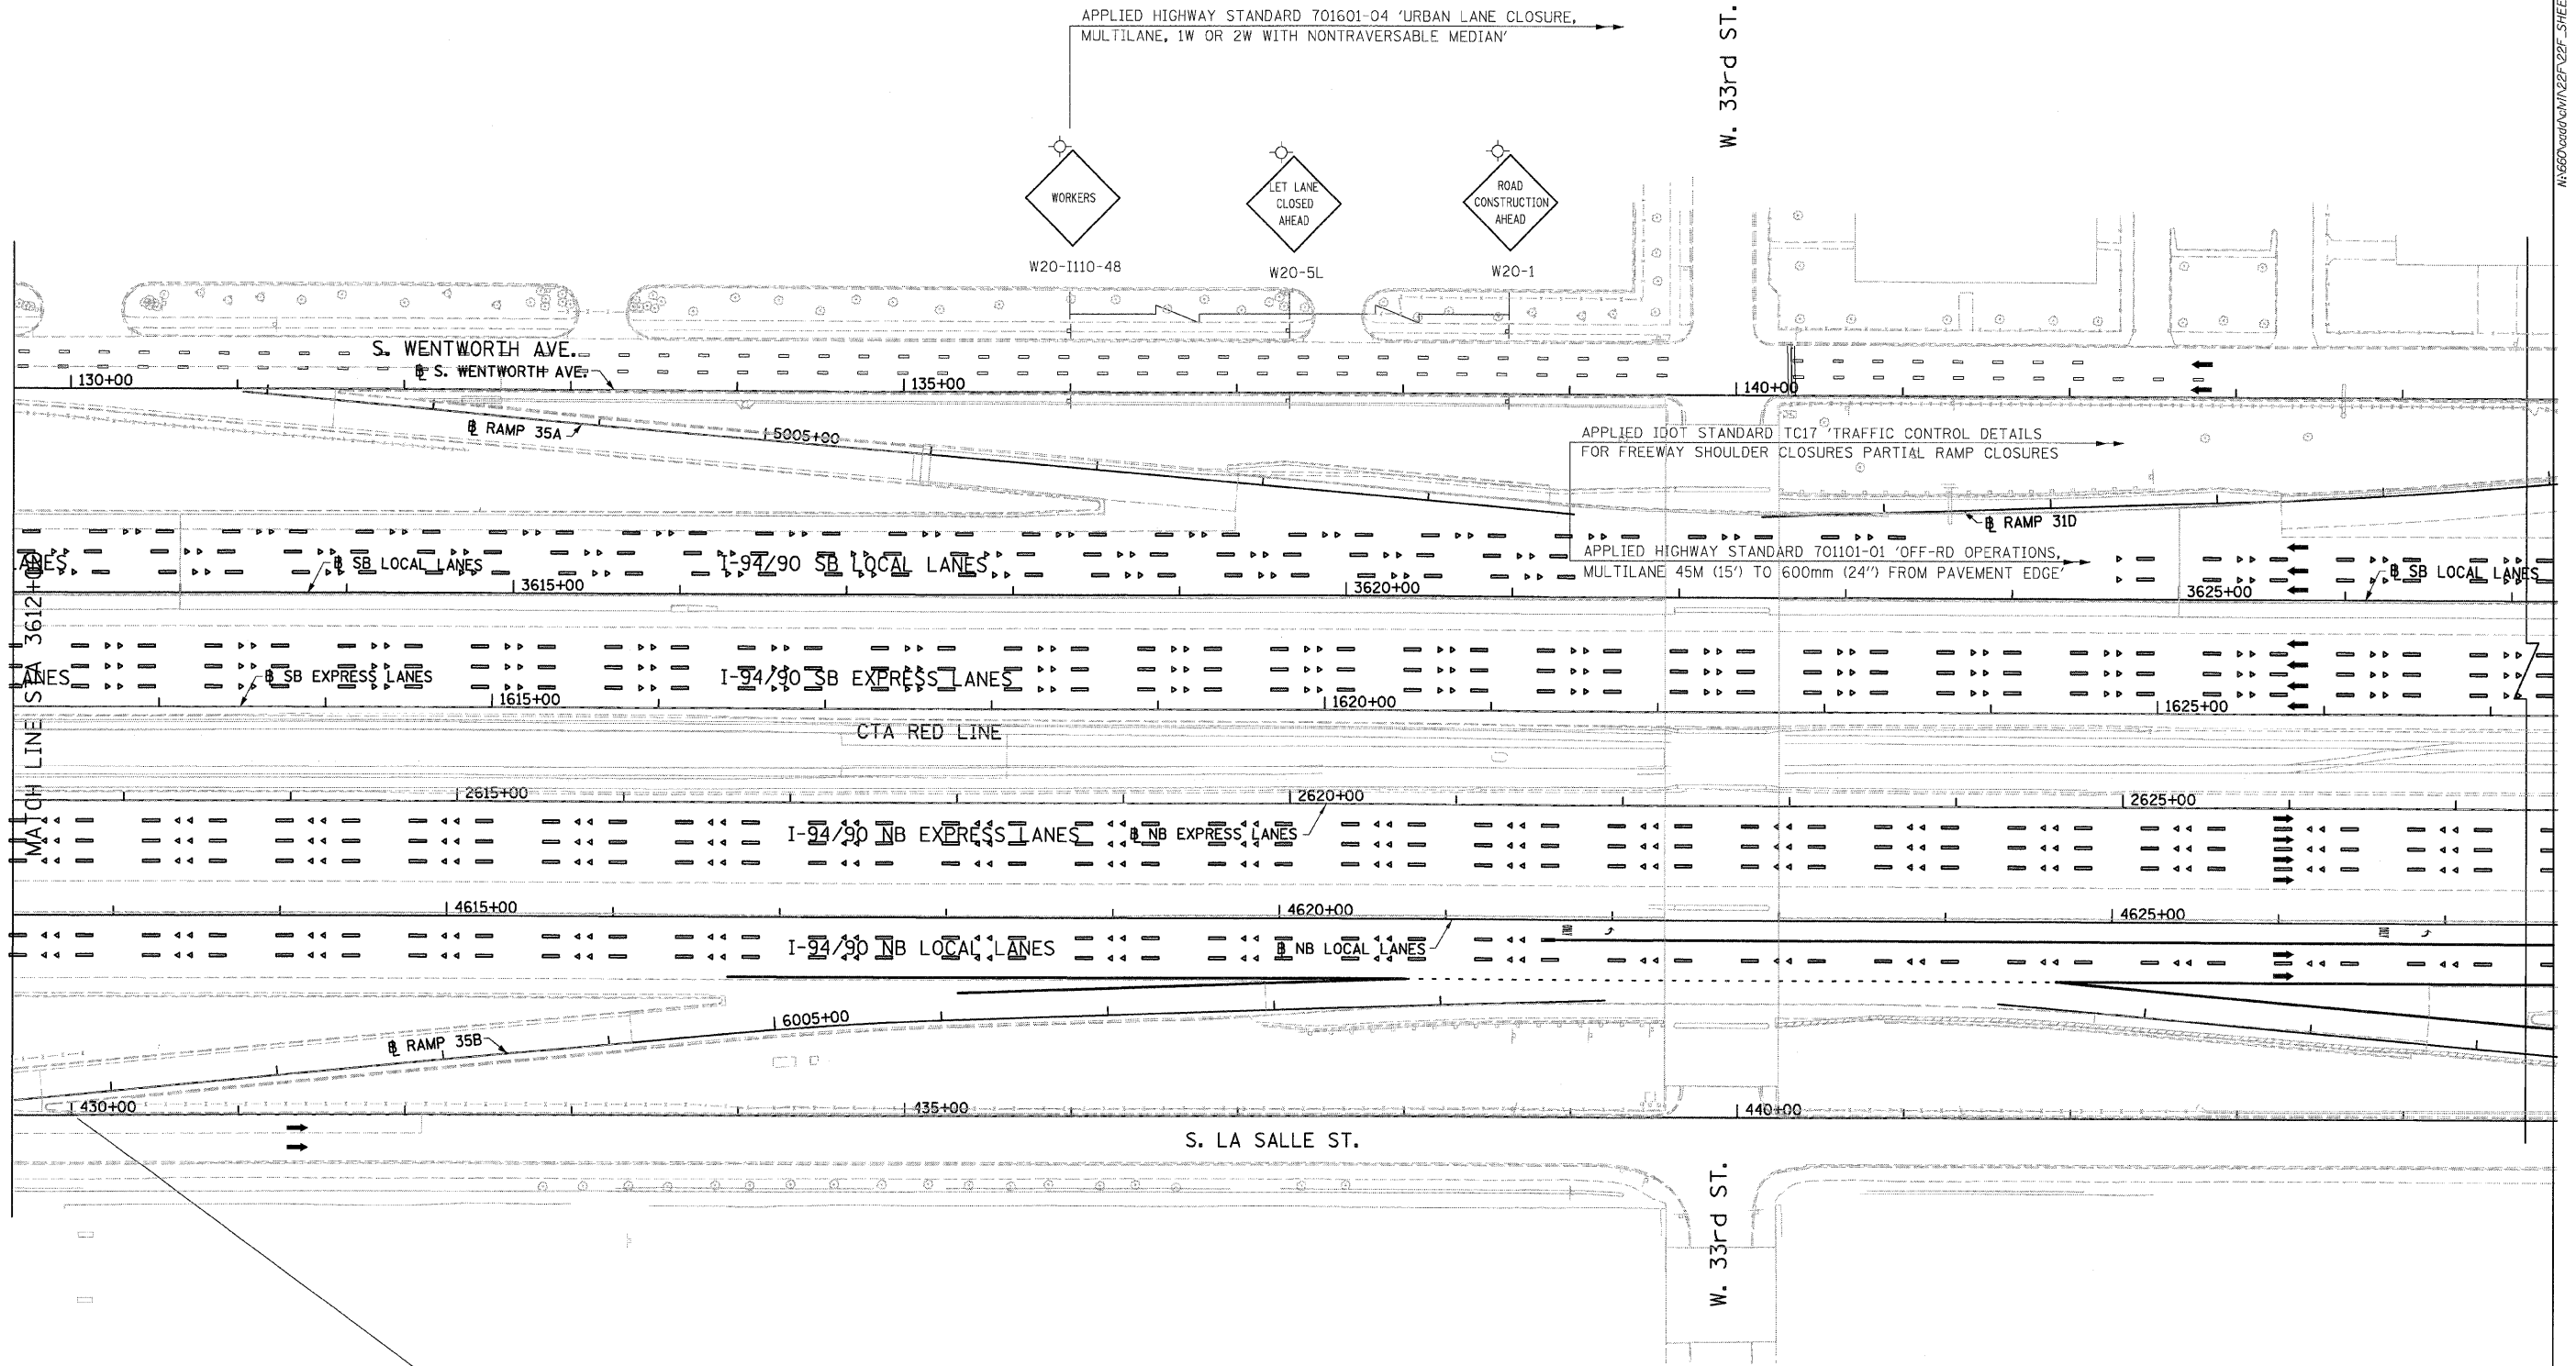 APPLIED HIGHWAY STANDARD 701601-04 'URBAN LANE CLOSURE,
MULTILANE, 1W OR 2W WITH NONTRAVERSABLE MEDIAN'
W. 33rd ST.
WORKERS
LET LANE
CLOSED
AHEAD
ROAD
CONSTRUCTION
AHEAD
W20-I110-48
W20-5L
W20-1
S. WENTWORTH AVE.
℄ S. WENTWORTH AVE.
130+00
135+00
140+00
℄ RAMP 35A
5005+00
APPLIED IDOT STANDARD TC17 'TRAFFIC CONTROL DETAILS
FOR FREEWAY SHOULDER CLOSURES PARTIAL RAMP CLOSURES
℄ RAMP 31D
APPLIED HIGHWAY STANDARD 701101-01 'OFF-RD OPERATIONS,
MULTILANE 45M (15') TO 600mm (24") FROM PAVEMENT EDGE'
LANES
℄ SB LOCAL LANES
I-94/90 SB LOCAL LANES
℄ SB LOCAL LANES
3615+00
3620+00
3625+00
LANES
℄ SB EXPRESS LANES
I-94/90 SB EXPRESS LANES
1615+00
1620+00
1625+00
CTA RED LINE
MATCH LINE STA 3612+00
2615+00
2620+00
2625+00
I-94/90 NB EXPRESS LANES
℄ NB EXPRESS LANES
4615+00
4620+00
4625+00
I-94/90 NB LOCAL LANES
℄ NB LOCAL LANES
6005+00
℄ RAMP 35B
430+00
435+00
440+00
S. LA SALLE ST.
W. 33rd ST.